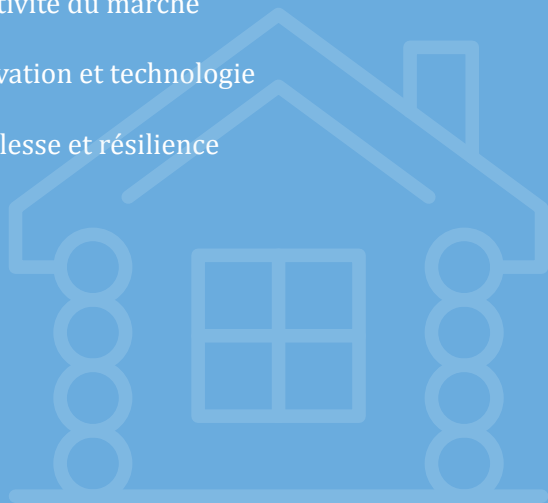 tivité du marché
vation et technologie
lesse et résilience